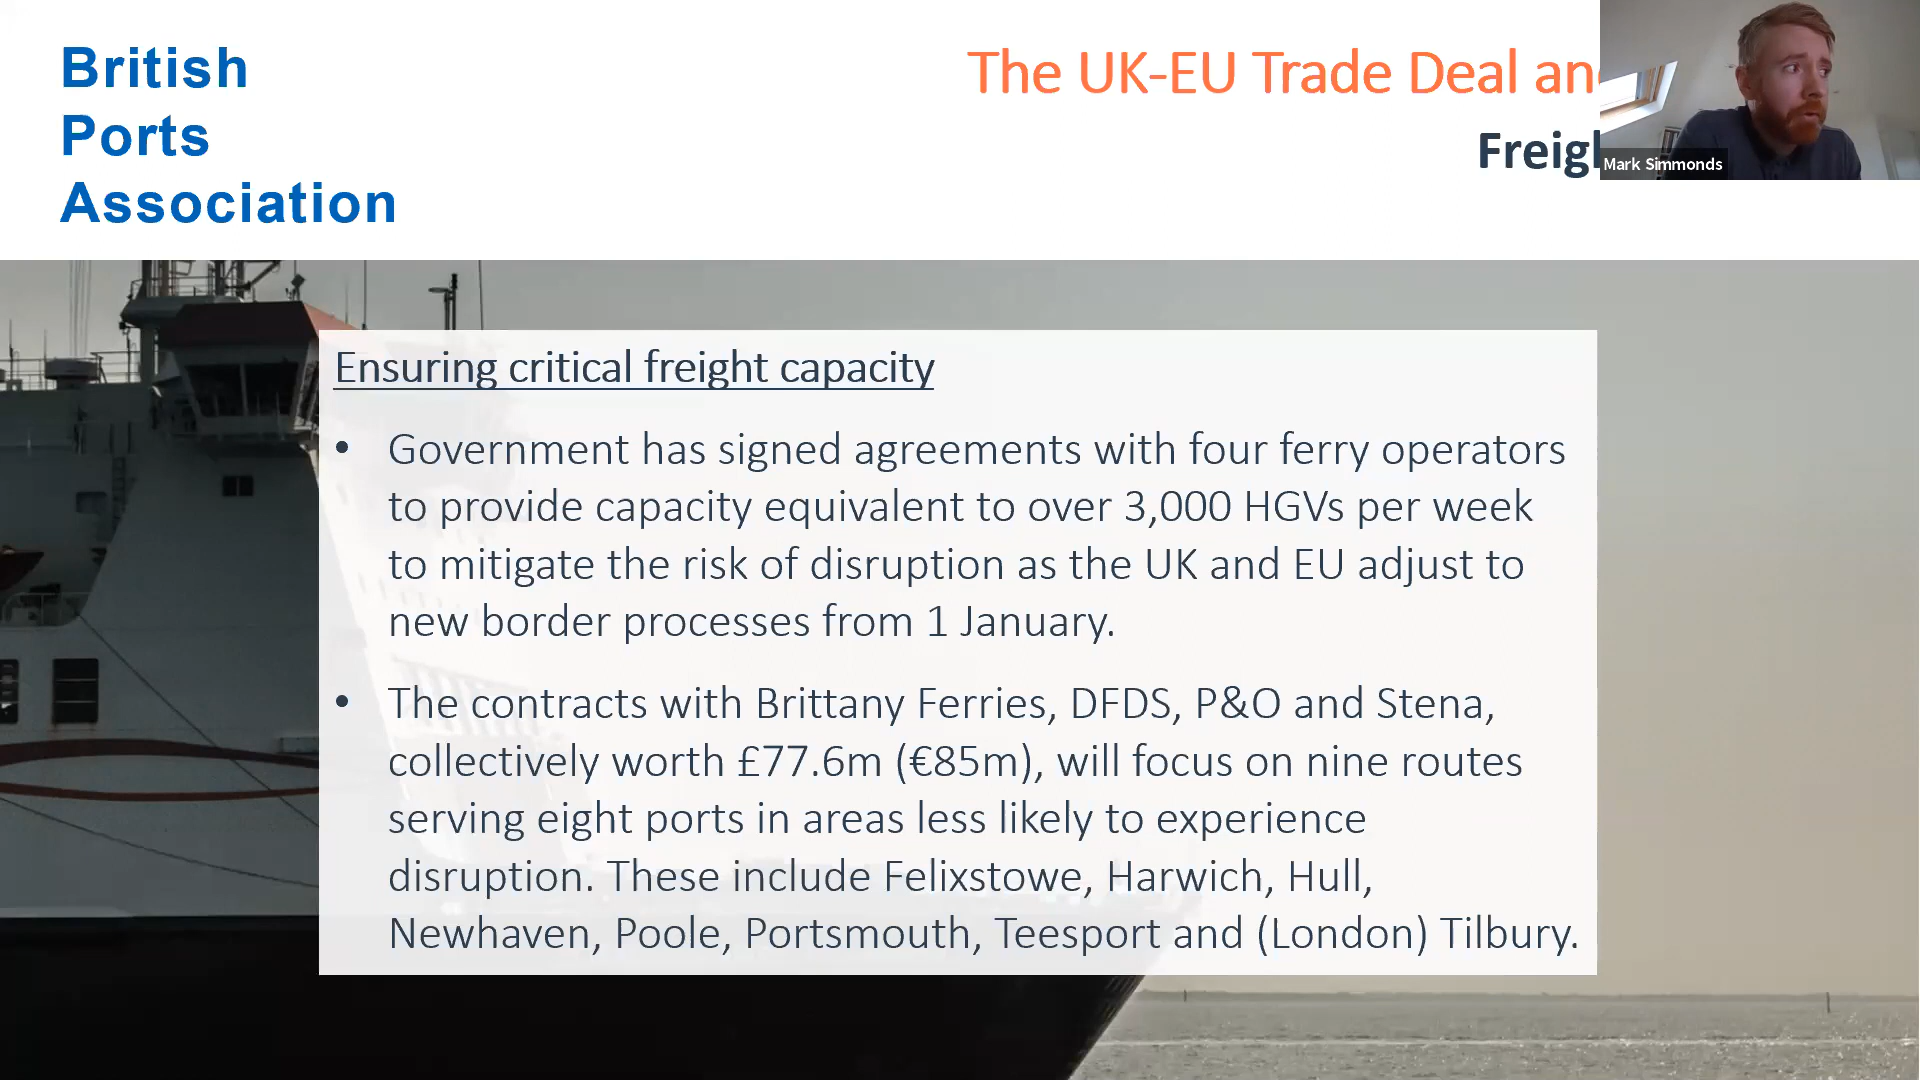 British
Ports
Association
The UK-EU Trade Deal an
Freigh
Mark Simmonds
Ensuring critical freight capacity
• Government has signed agreements with four ferry operators
to provide capacity equivalent to over 3,000 HGVs per week
to mitigate the risk of disruption as the UK and EU adjust to
new border processes from 1 January.
• The contracts with Brittany Ferries, DFDS, P&O and Stena,
collectively worth £77.6m (€85m), will focus on nine routes
serving eight ports in areas less likely to experience
disruption. These include Felixstowe, Harwich, Hull,
Newhaven, Poole, Portsmouth, Teesport and (London) Tilbury.